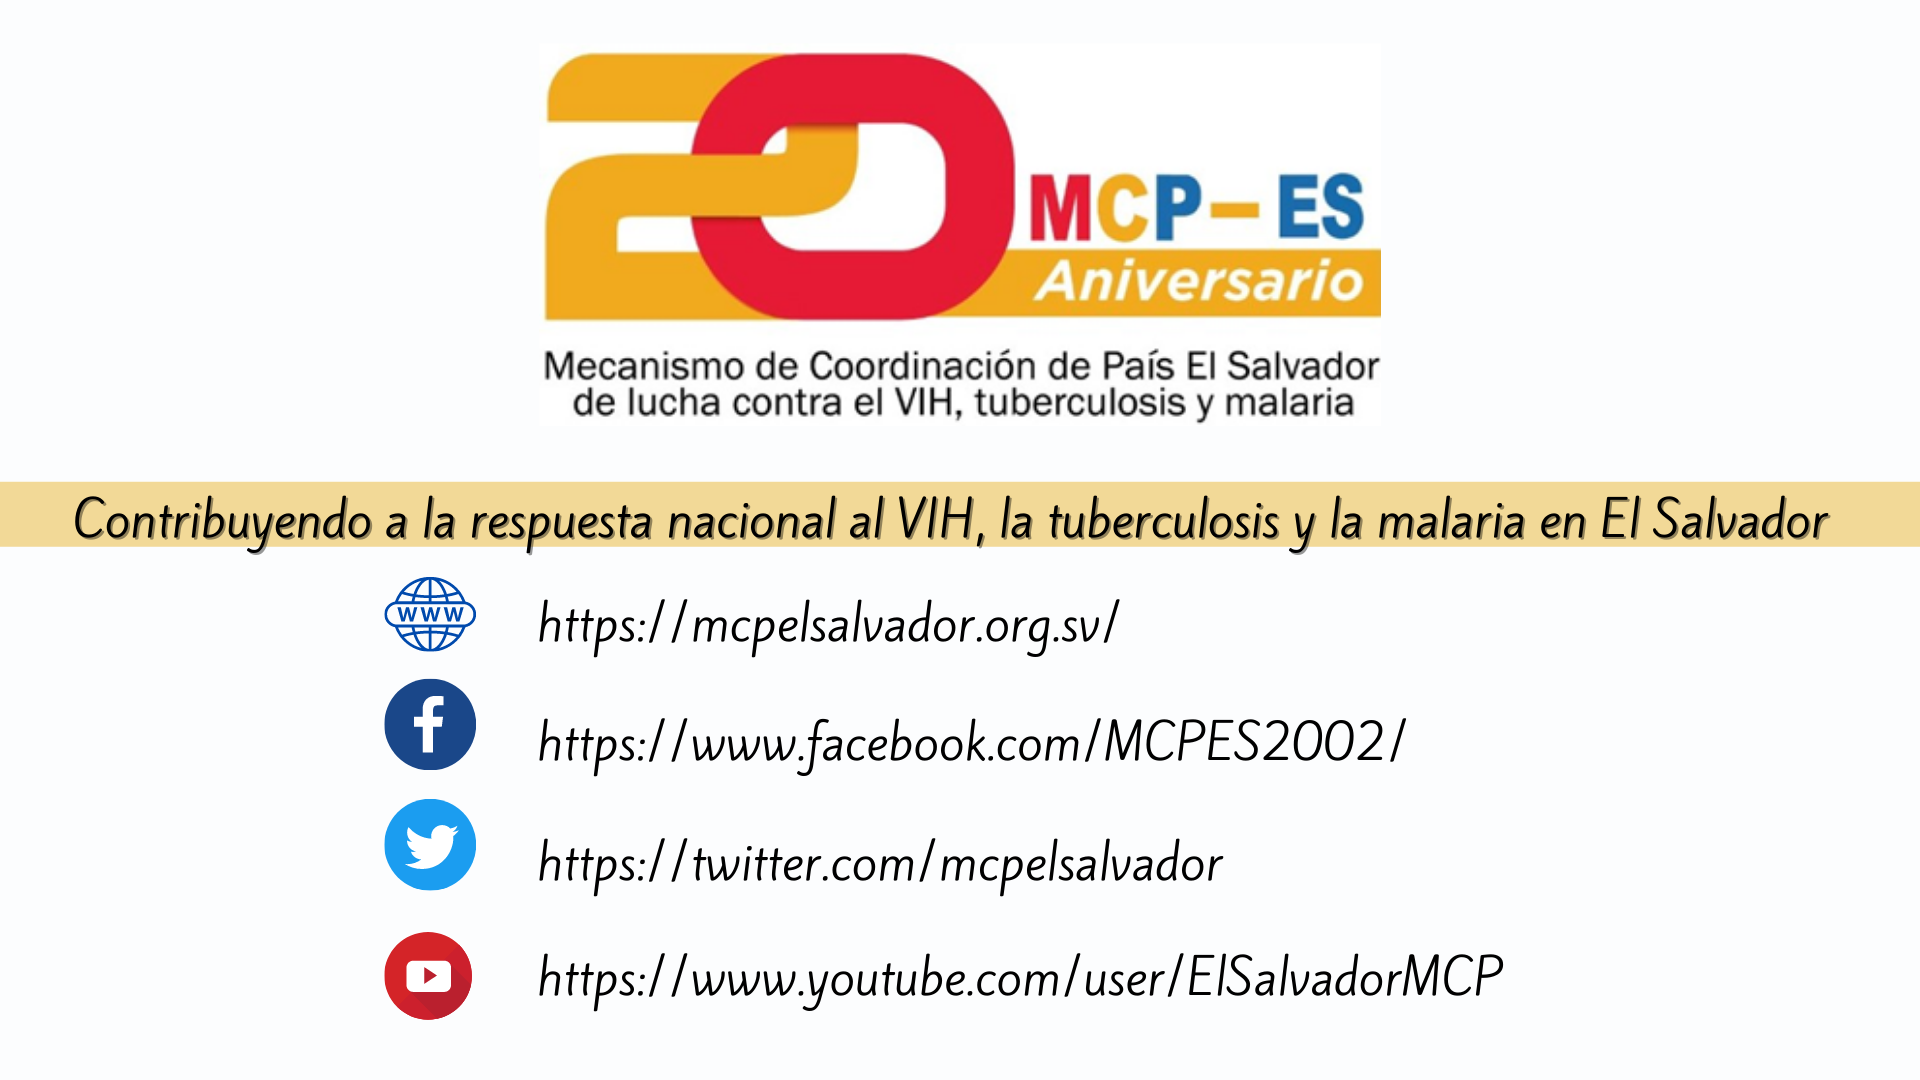 20
MCP-ES
Aniversario
Mecanismo de Coordinación de País El Salvador
de lucha contra el VIH, tuberculosis y malaria
Contribuyendo a la respuesta nacional al VIH, la tuberculosis y la malaria en El Salvador
WWW
https://mcpelsalvador.org.sv/
https://www.facebook.com/MCPES2002/
https://twitter.com/mcpelsalvador
https://www.youtube.com/user/ElSalvadorMCP